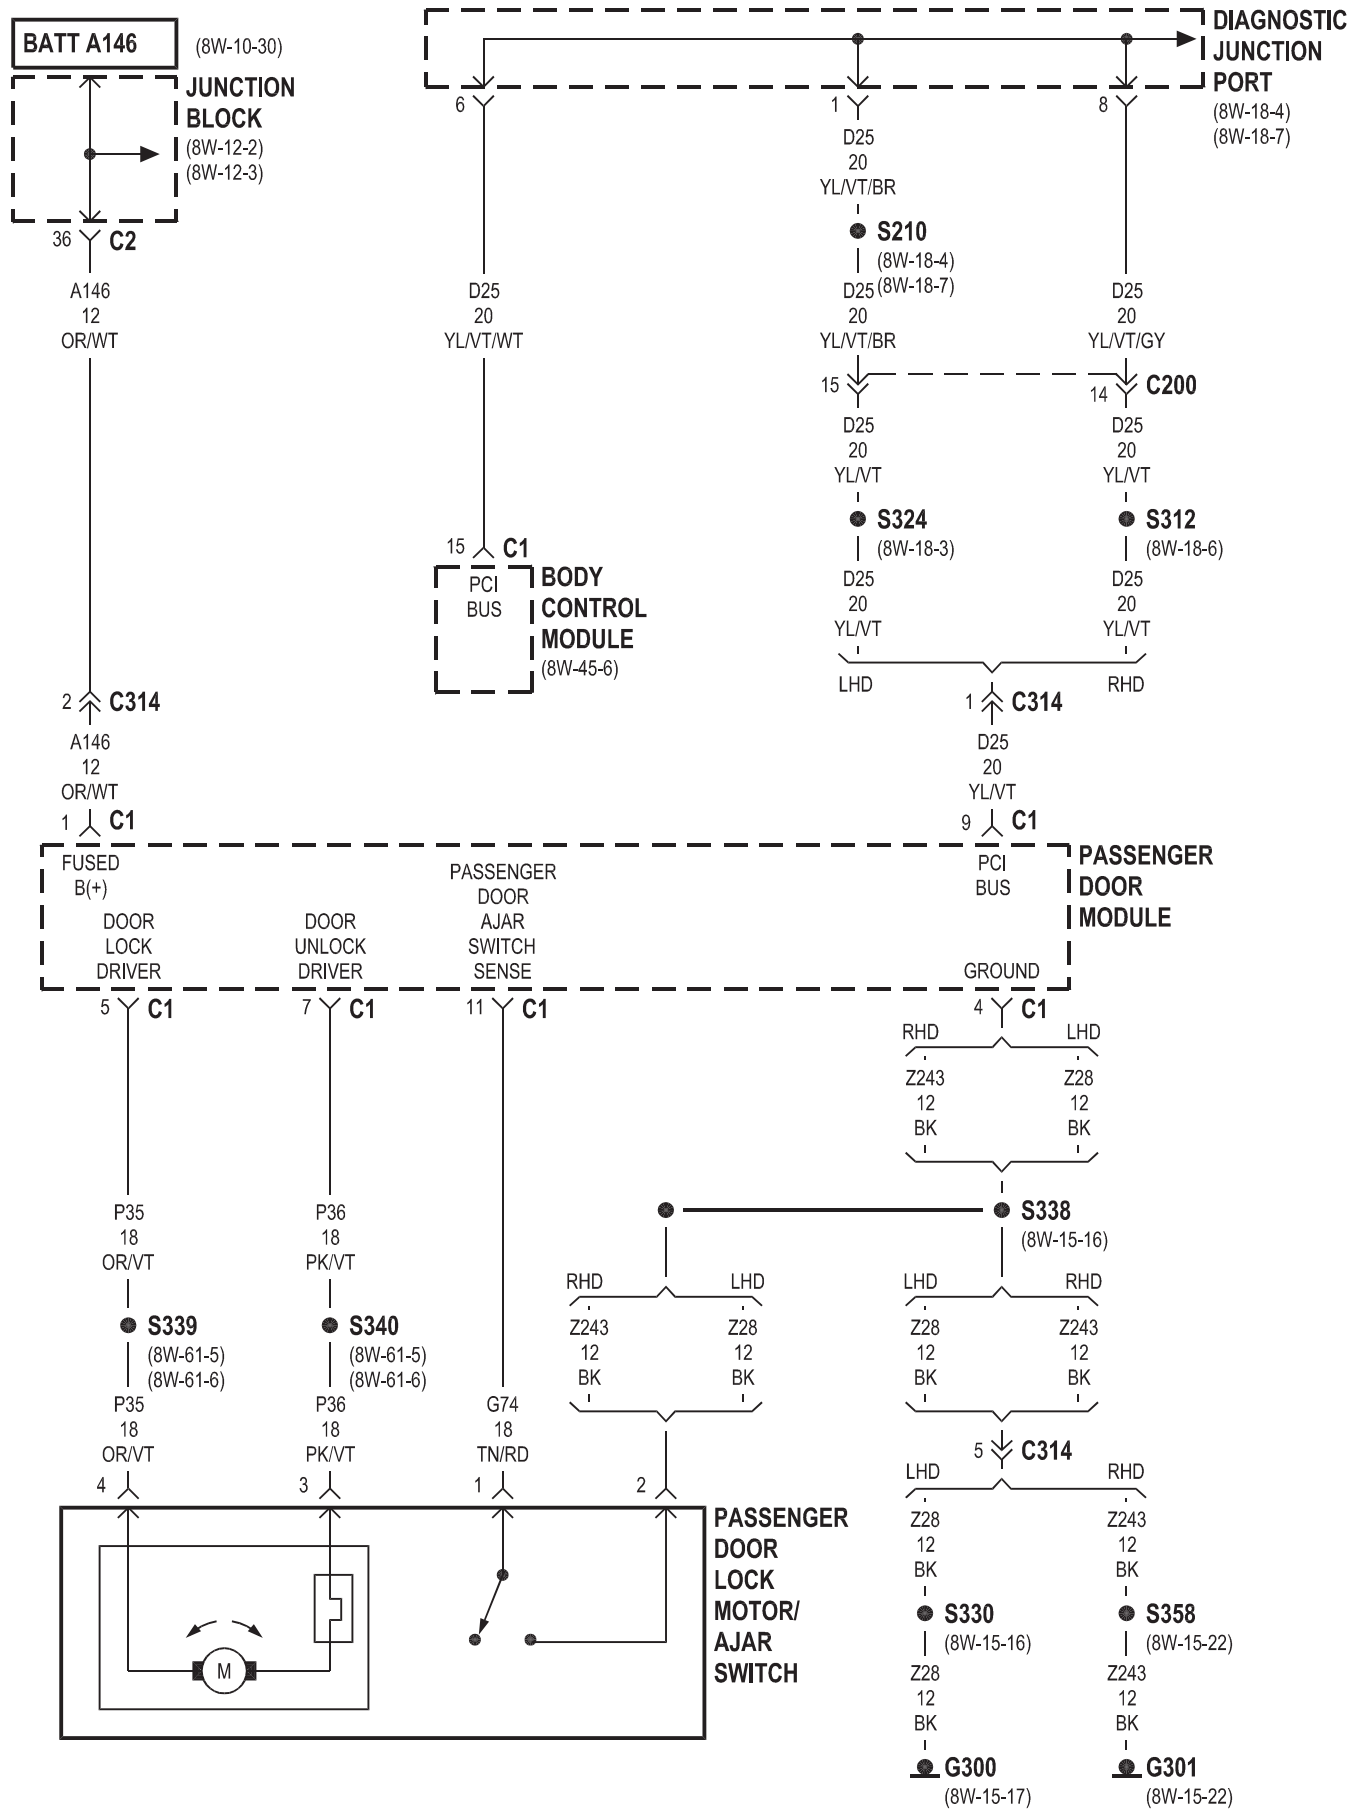 BATT A146
(8W-10-30)
JUNCTION
BLOCK
(8W-12-2)
(8W-12-3)
36
C2
A146
12
OR/WT
2
C314
A146
12
OR/WT
1
C1
DIAGNOSTIC
JUNCTION
PORT
(8W-18-4)
(8W-18-7)
6
D25
20
YL/VT/WT
15
C1
PCI
BUS
BODY
CONTROL
MODULE
(8W-45-6)
1
D25
20
YL/VT/BR
S210
(8W-18-4)
(8W-18-7)
D25
20
YL/VT/BR
15
D25
20
YL/VT
S324
(8W-18-3)
D25
20
YL/VT
LHD
8
D25
20
YL/VT/GY
14
C200
D25
20
YL/VT
S312
(8W-18-6)
D25
20
YL/VT
RHD
1
C314
D25
20
YL/VT
9
C1
PASSENGER
DOOR
MODULE
FUSED
B(+)
DOOR
LOCK
DRIVER
DOOR
UNLOCK
DRIVER
PASSENGER
DOOR
AJAR
SWITCH
SENSE
PCI
BUS
GROUND
5
C1
P35
18
OR/VT
S339
(8W-61-5)
(8W-61-6)
P35
18
OR/VT
4
7
C1
P36
18
PK/VT
S340
(8W-61-5)
(8W-61-6)
P36
18
PK/VT
3
11
C1
G74
18
TN/RD
1
4
C1
RHD
LHD
Z243
12
BK
Z28
12
BK
S338
(8W-15-16)
RHD
LHD
Z243
12
BK
Z28
12
BK
2
LHD
RHD
Z28
12
BK
Z243
12
BK
5
C314
LHD
RHD
Z28
12
BK
S330
(8W-15-16)
Z28
12
BK
G300
(8W-15-17)
Z243
12
BK
S358
(8W-15-22)
Z243
12
BK
G301
(8W-15-22)
PASSENGER
DOOR
LOCK
MOTOR/
AJAR
SWITCH
M